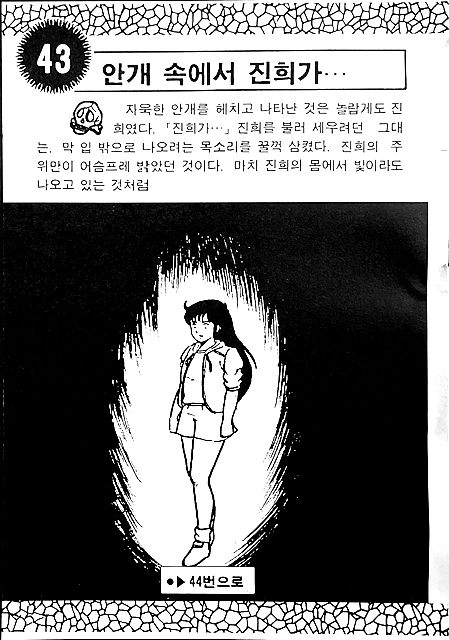 43
안개 속에서 진희가…
자욱한 안개를 헤치고 나타난 것은 놀랍게도 진
희였다. 「진희가…」 진희를 불러 세우려던 그대
는, 막 입 밖으로 나오려는 목소리를 꿀꺽 삼켰다. 진희의 주
위만이 어슴프레 밝았던 것이다. 마치 진희의 몸에서 빛이라도
나오고 있는 것처럼
●▶ 44번으로